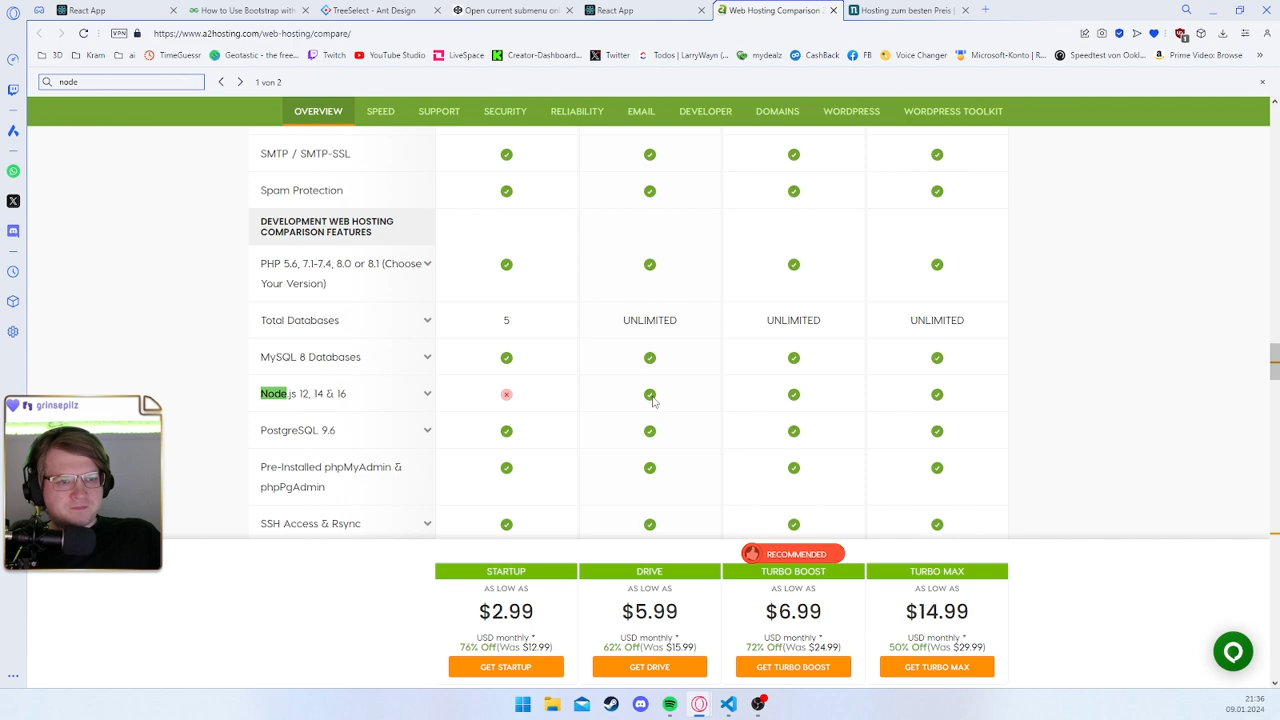 React App
How to Use Bootstrap with
TreeSelect - Ant Design
Open current submenu on
React App
Web Hosting Comparison
Hosting zum besten Preis
VPN
https://www.a2hosting.com/web-hosting/compare/
3D
Kram
ai
TimeGuessr
Geotastic - the free...
Twitch
YouTube Studio
LiveSpace
Creator-Dashboard...
Twitter
Todos | LarryWayn (...
mydealz
CashBack
FB
Voice Changer
Microsoft-Konto | R...
Speedtest von Ookl...
Prime Video: Browse
node
1 von 2
OVERVIEW
SPEED
SUPPORT
SECURITY
RELIABILITY
EMAIL
DEVELOPER
DOMAINS
WORDPRESS
WORDPRESS TOOLKIT
SMTP / SMTP-SSL
Spam Protection
DEVELOPMENT WEB HOSTING
COMPARISON FEATURES
PHP 5.6, 7.1-7.4, 8.0 or 8.1 (Choose
Your Version)
Total Databases
5
UNLIMITED
UNLIMITED
UNLIMITED
MySQL 8 Databases
Node.js 12, 14 & 16
PostgreSQL 9.6
Pre-Installed phpMyAdmin &
phpPgAdmin
SSH Access & Rsync
grinsepilz
RECOMMENDED
STARTUP
DRIVE
TURBO BOOST
TURBO MAX
AS LOW AS
AS LOW AS
AS LOW AS
AS LOW AS
$2.99
$5.99
$6.99
$14.99
USD monthly *
USD monthly *
USD monthly *
USD monthly *
76% Off(Was $12.99)
62% Off(Was $15.99)
72% Off(Was $24.99)
50% Off(Was $29.99)
GET STARTUP
GET DRIVE
GET TURBO BOOST
GET TURBO MAX
21:36
09.01.2024